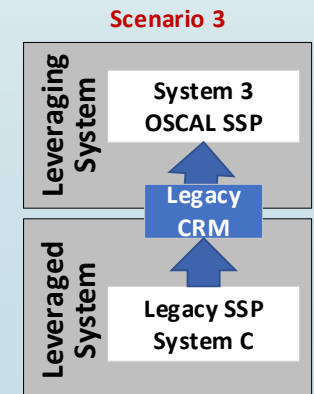 Scenario 3
Leveraging
System
System 3
OSCAL SSP
Legacy
CRM
Leveraged
System
Legacy SSP
System C